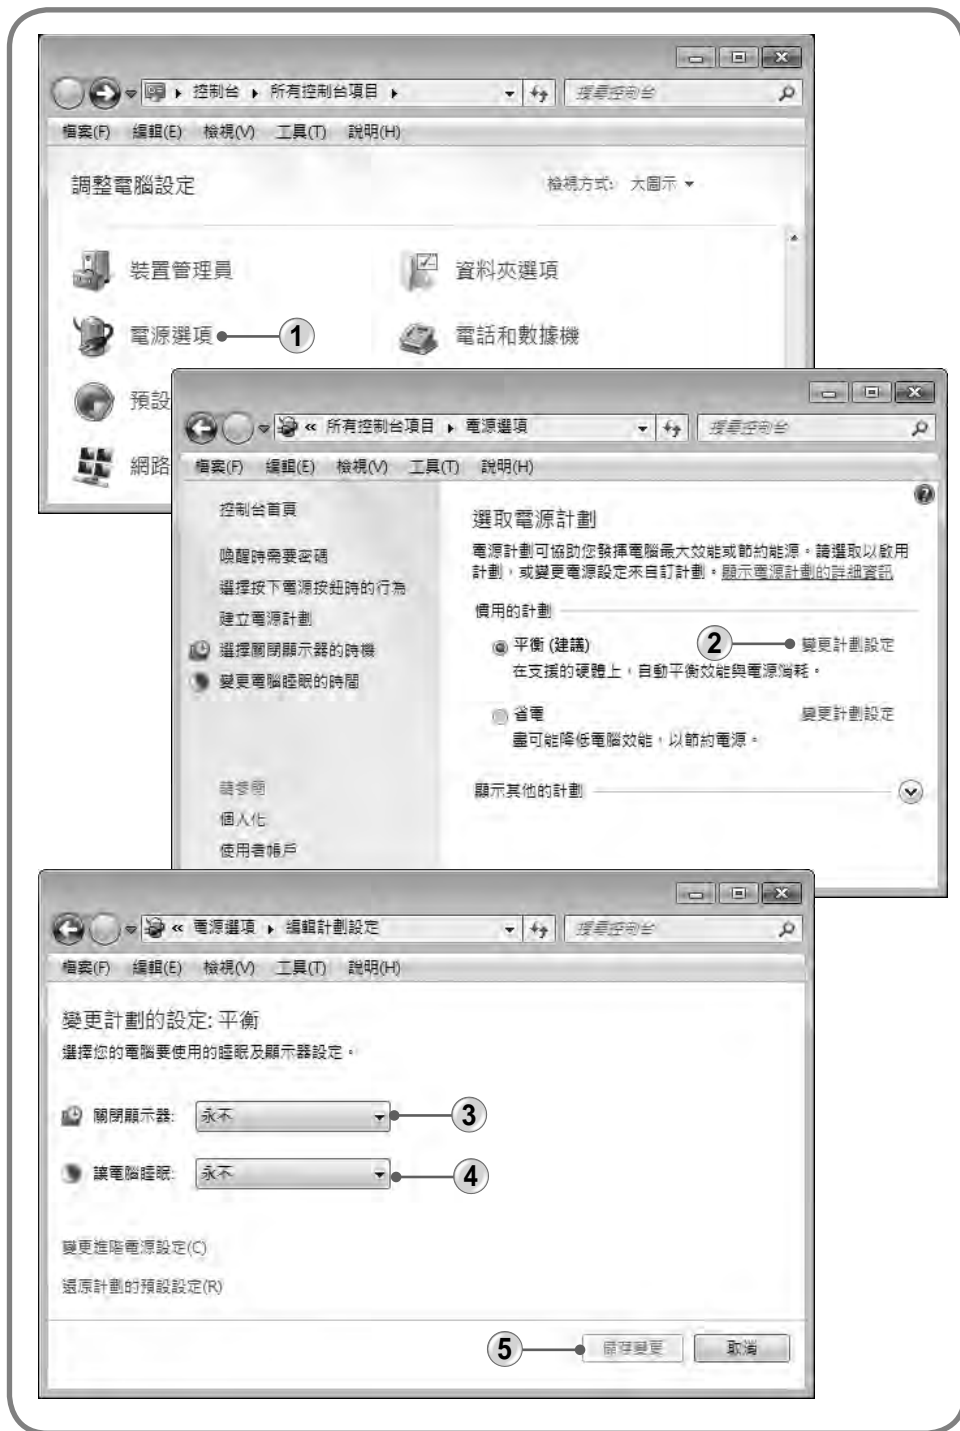 控制台 所有控制台項目 搜尋控制台
檔案(F) 編輯(E) 檢視(V) 工具(T) 說明(H)
調整電腦設定 檢視方式: 大圖示
裝置管理員 資料夾選項
電源選項 1 電話和數據機
預設
網路
« 所有控制台項目 電源選項 搜尋控制台
檔案(F) 編輯(E) 檢視(V) 工具(T) 說明(H)
控制台首頁
喚醒時需要密碼
選擇按下電源按鈕時的行為
建立電源計劃
選擇關閉顯示器的時機
變更電腦睡眠的時間
請參閱
個人化
使用者帳戶
選取電源計劃
電源計劃可協助您發揮電腦最大效能或節約能源。請選取以啟用
計劃，或變更電源設定來自訂計劃。顯示電源計劃的詳細資訊
慣用的計劃
平衡 (建議) 2 變更計劃設定
在支援的硬體上，自動平衡效能與電源消耗。
省電 變更計劃設定
盡可能降低電腦效能，以節約電源。
顯示其他的計劃
« 電源選項 編輯計劃設定 搜尋控制台
檔案(F) 編輯(E) 檢視(V) 工具(T) 說明(H)
變更計劃的設定: 平衡
選擇您的電腦要使用的睡眠及顯示器設定。
關閉顯示器: 永不 3
讓電腦睡眠: 永不 4
變更進階電源設定(C)
還原計劃的預設設定(R)
5 儲存變更 取消